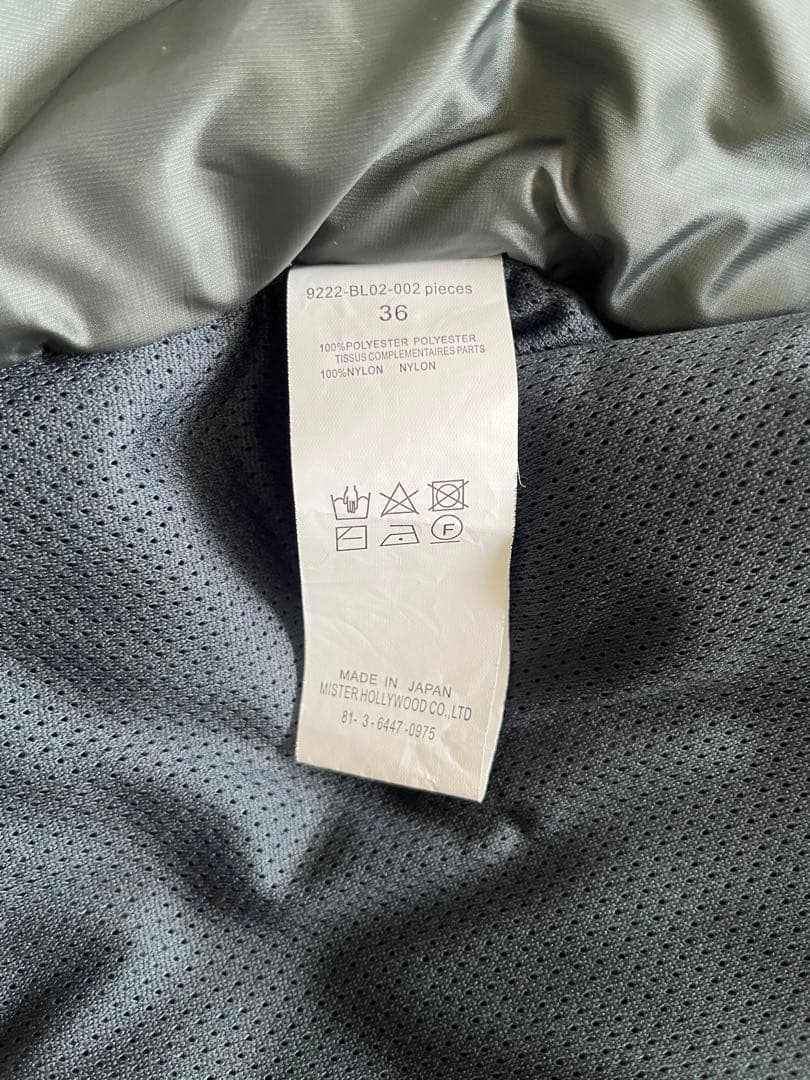 9222-BL02-002 pieces
36
100%POLYESTER POLYESTER
TISSUS COMPLEMENTAIRES PARTS
100%NYLON NYLON
F
MADE IN JAPAN
MISTER HOLLYWOOD CO.,LTD
81- 3 - 6447 -0975